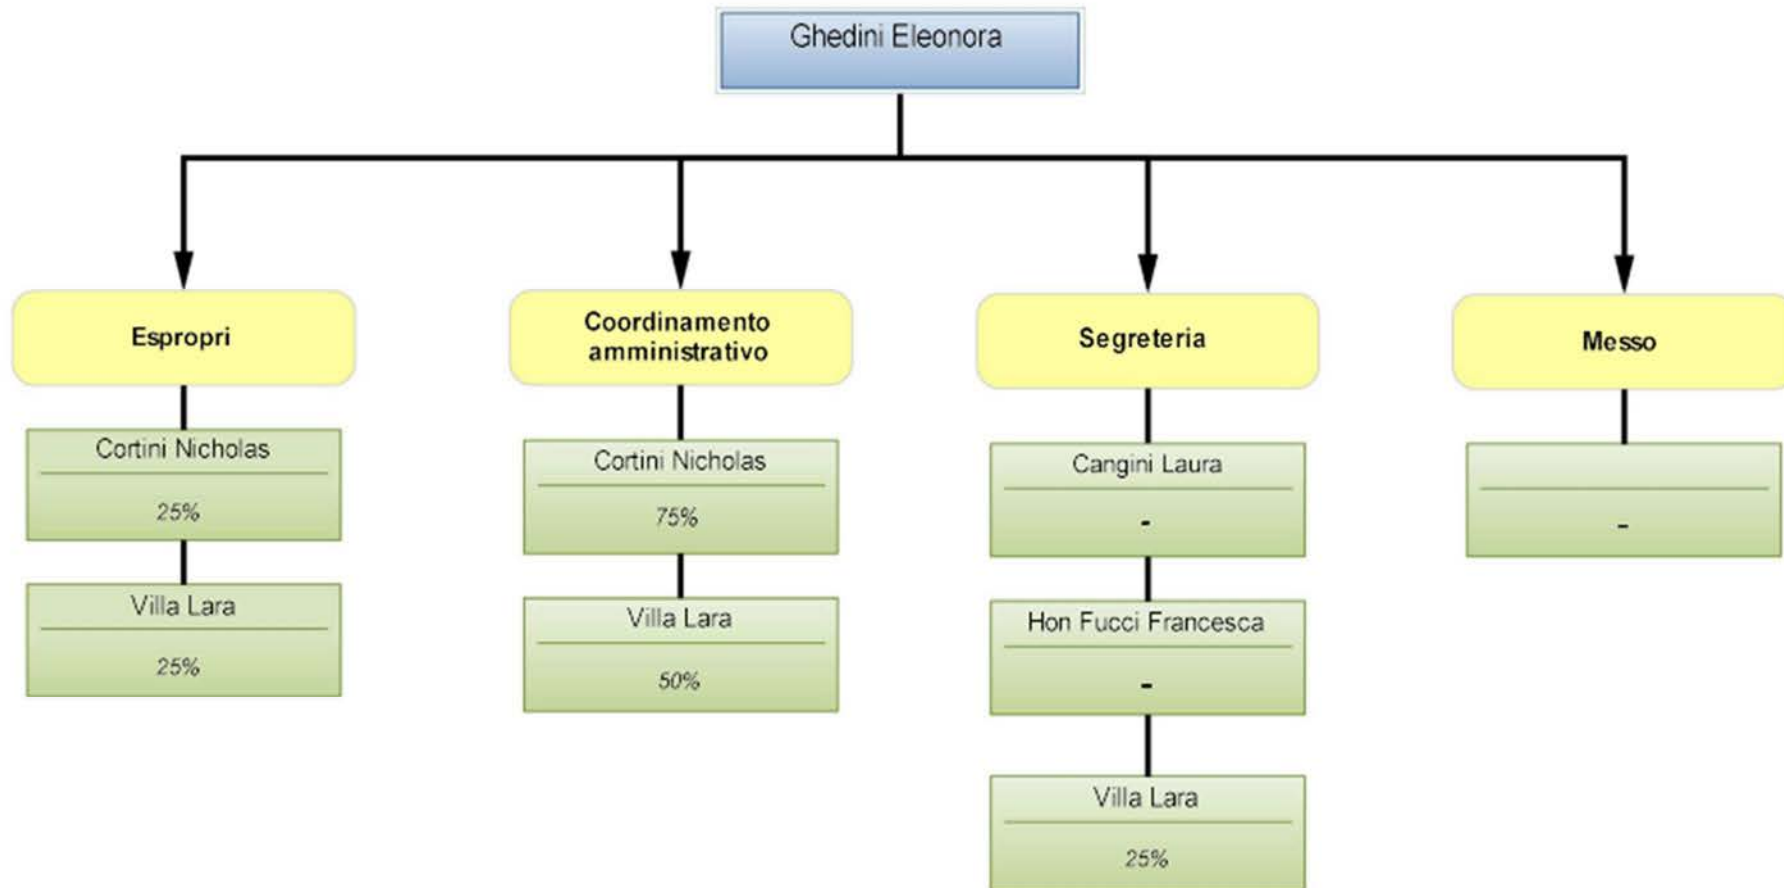 Ghedini Eleonora
Espropri
Cortini Nicholas
25%
Villa Lara
25%
Coordinamento
amministrativo
Cortini Nicholas
75%
Villa Lara
50%
Segreteria
Cangini Laura
-
Hon Fucci Francesca
-
Villa Lara
25%
Messo
-